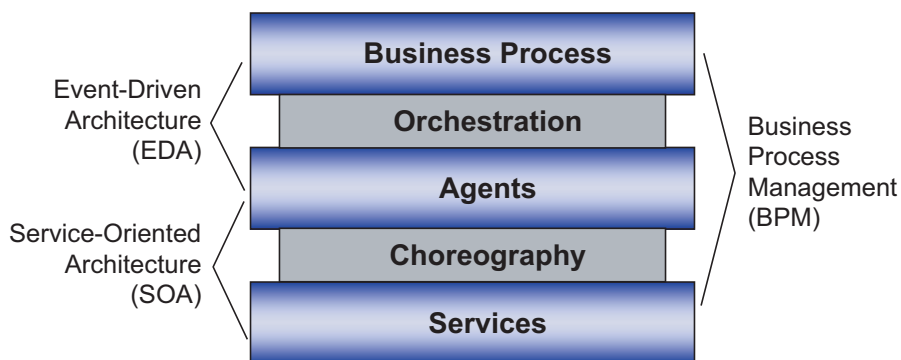 Business Process
Event-Driven
Architecture
(EDA)
Orchestration
Agents
Business
Process
Management
(BPM)
Service-Oriented
Architecture
(SOA)
Choreography
Services